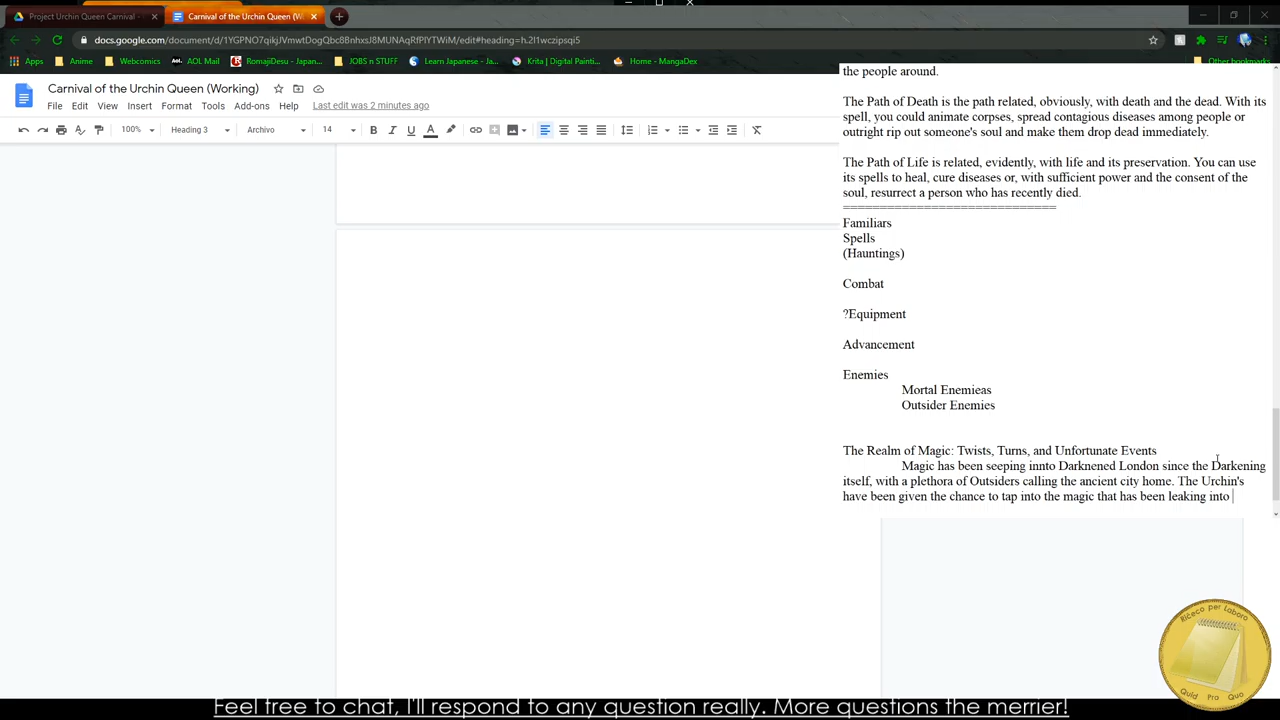 Project Urchin Queen Carnival -
Carnival of the Urchin Queen (W
docs.google.com/document/d/1YGPNO7qikjJVmwtDogQbc8BnhxsJ8MUNAqRfPlYTWiM/edit#heading=h.2l1wczipsqi5
Apps
Anime
Webcomics
Aol. AOL Mail
RomajiDesu - Japan...
JOBS n STUFF
Learn Japanese - Ja...
Krita | Digital Painti...
Home - MangaDex
Other bookmarks
Carnival of the Urchin Queen (Working)
File Edit View Insert Format Tools Add-ons Help Last edit was 2 minutes ago
100% Heading 3 Archivo 14 B I U A
the people around.
The Path of Death is the path related, obviously, with death and the dead. With its
spell, you could animate corpses, spread contagious diseases among people or
outright rip out someone's soul and make them drop dead immediately.
The Path of Life is related, evidently, with life and its preservation. You can use
its spells to heal, cure diseases or, with sufficient power and the consent of the
soul, resurrect a person who has recently died.
============================
Familiars
Spells
(Hauntings)
Combat
?Equipment
Advancement
Enemies
Mortal Enemieas
Outsider Enemies
The Realm of Magic: Twists, Turns, and Unfortunate Events
Magic has been seeping innto Darknened London since the Darkening
itself, with a plethora of Outsiders calling the ancient city home. The Urchin's
have been given the chance to tap into the magic that has been leaking into
Riĉeco per Laboro
Quid Pro Quo
Feel free to chat, I'll respond to any question really. More questions the merrier!